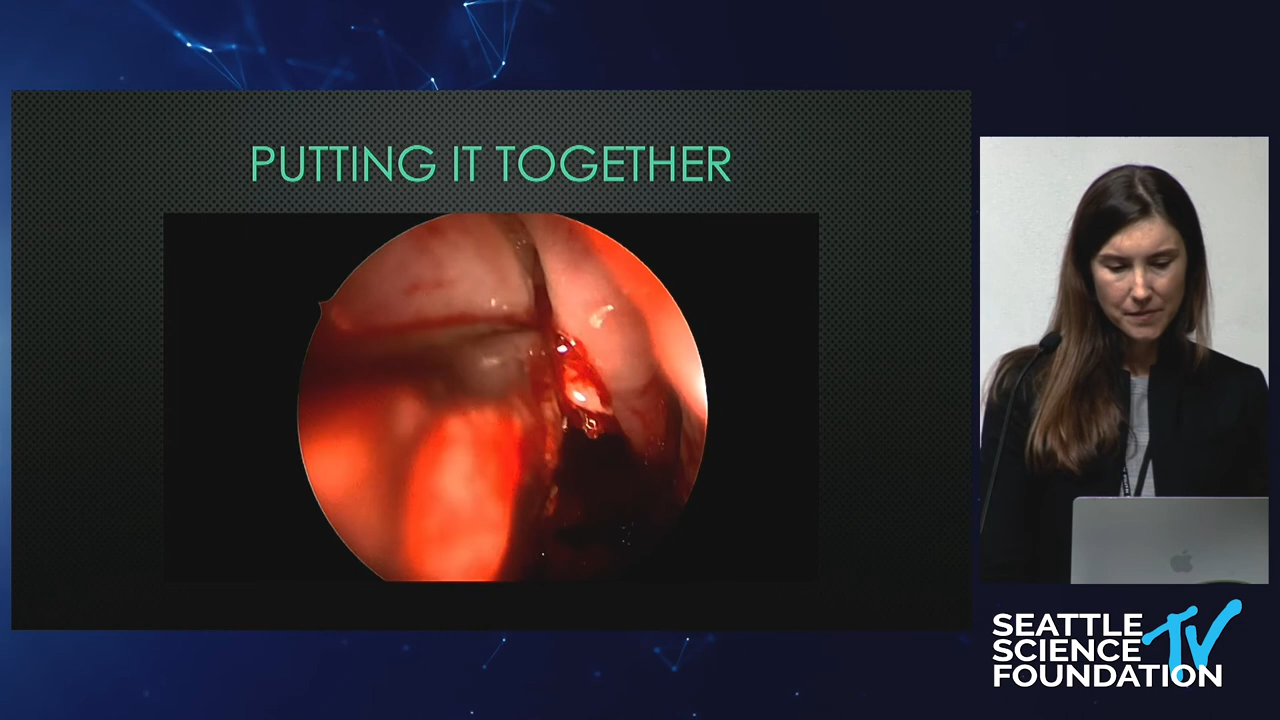 PUTTING IT TOGETHER
SEATTLE
SCIENCE
FOUNDATION
TV